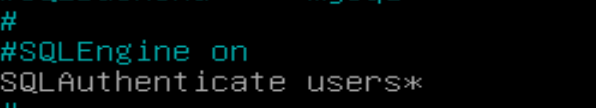 #
#SQLEngine on
SQLAuthenticate users*